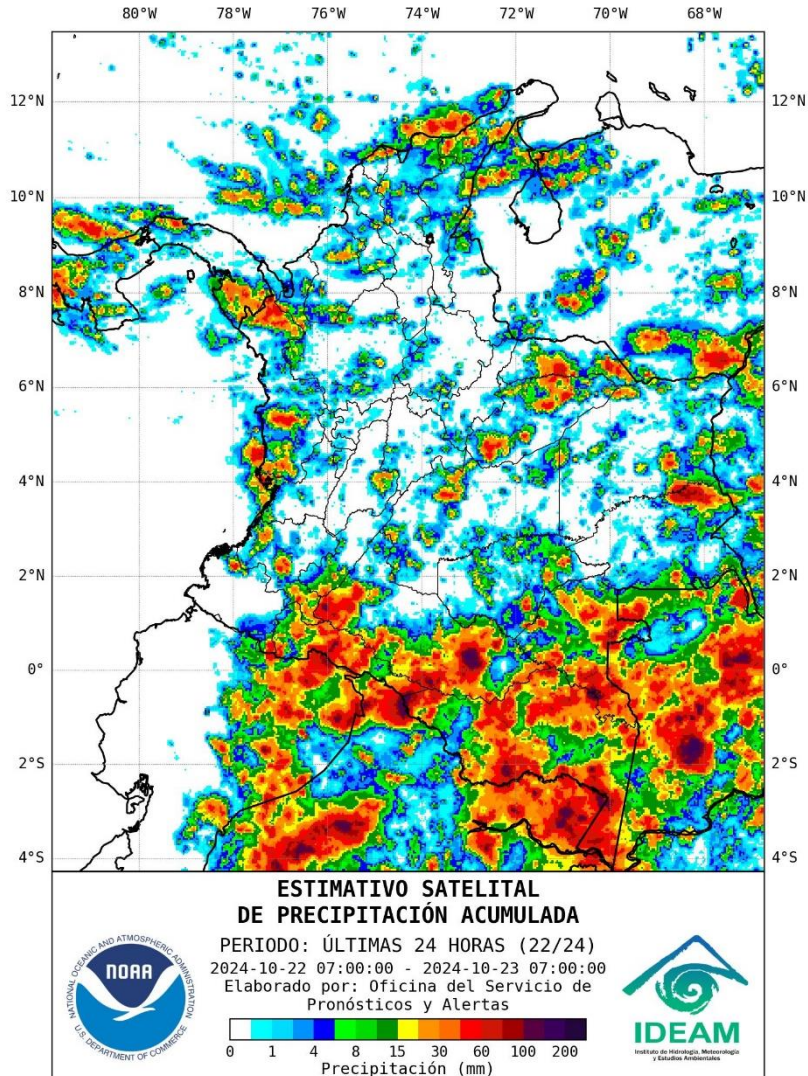 80°W 78°W 76°W 74°W 72°W 70°W 68°W
12°N 12°N
10°N 10°N
8°N 8°N
6°N 6°N
4°N 4°N
2°N 2°N
0° 0°
2°S 2°S
4°S 4°S
ESTIMATIVO SATELITAL
DE PRECIPITACIÓN ACUMULADA
PERIODO: ÚLTIMAS 24 HORAS (22/24)
2024-10-22 07:00:00 - 2024-10-23 07:00:00
Elaborado por: Oficina del Servicio de
Pronósticos y Alertas
0 1 4 8 15 30 60 100 200
Precipitación (mm)
NATIONAL OCEANIC AND ATMOSPHERIC ADMINISTRATION
NOAA
U.S. DEPARTMENT OF COMMERCE
IDEAM
Instituto de Hidrología, Meteorología
y Estudios Ambientales